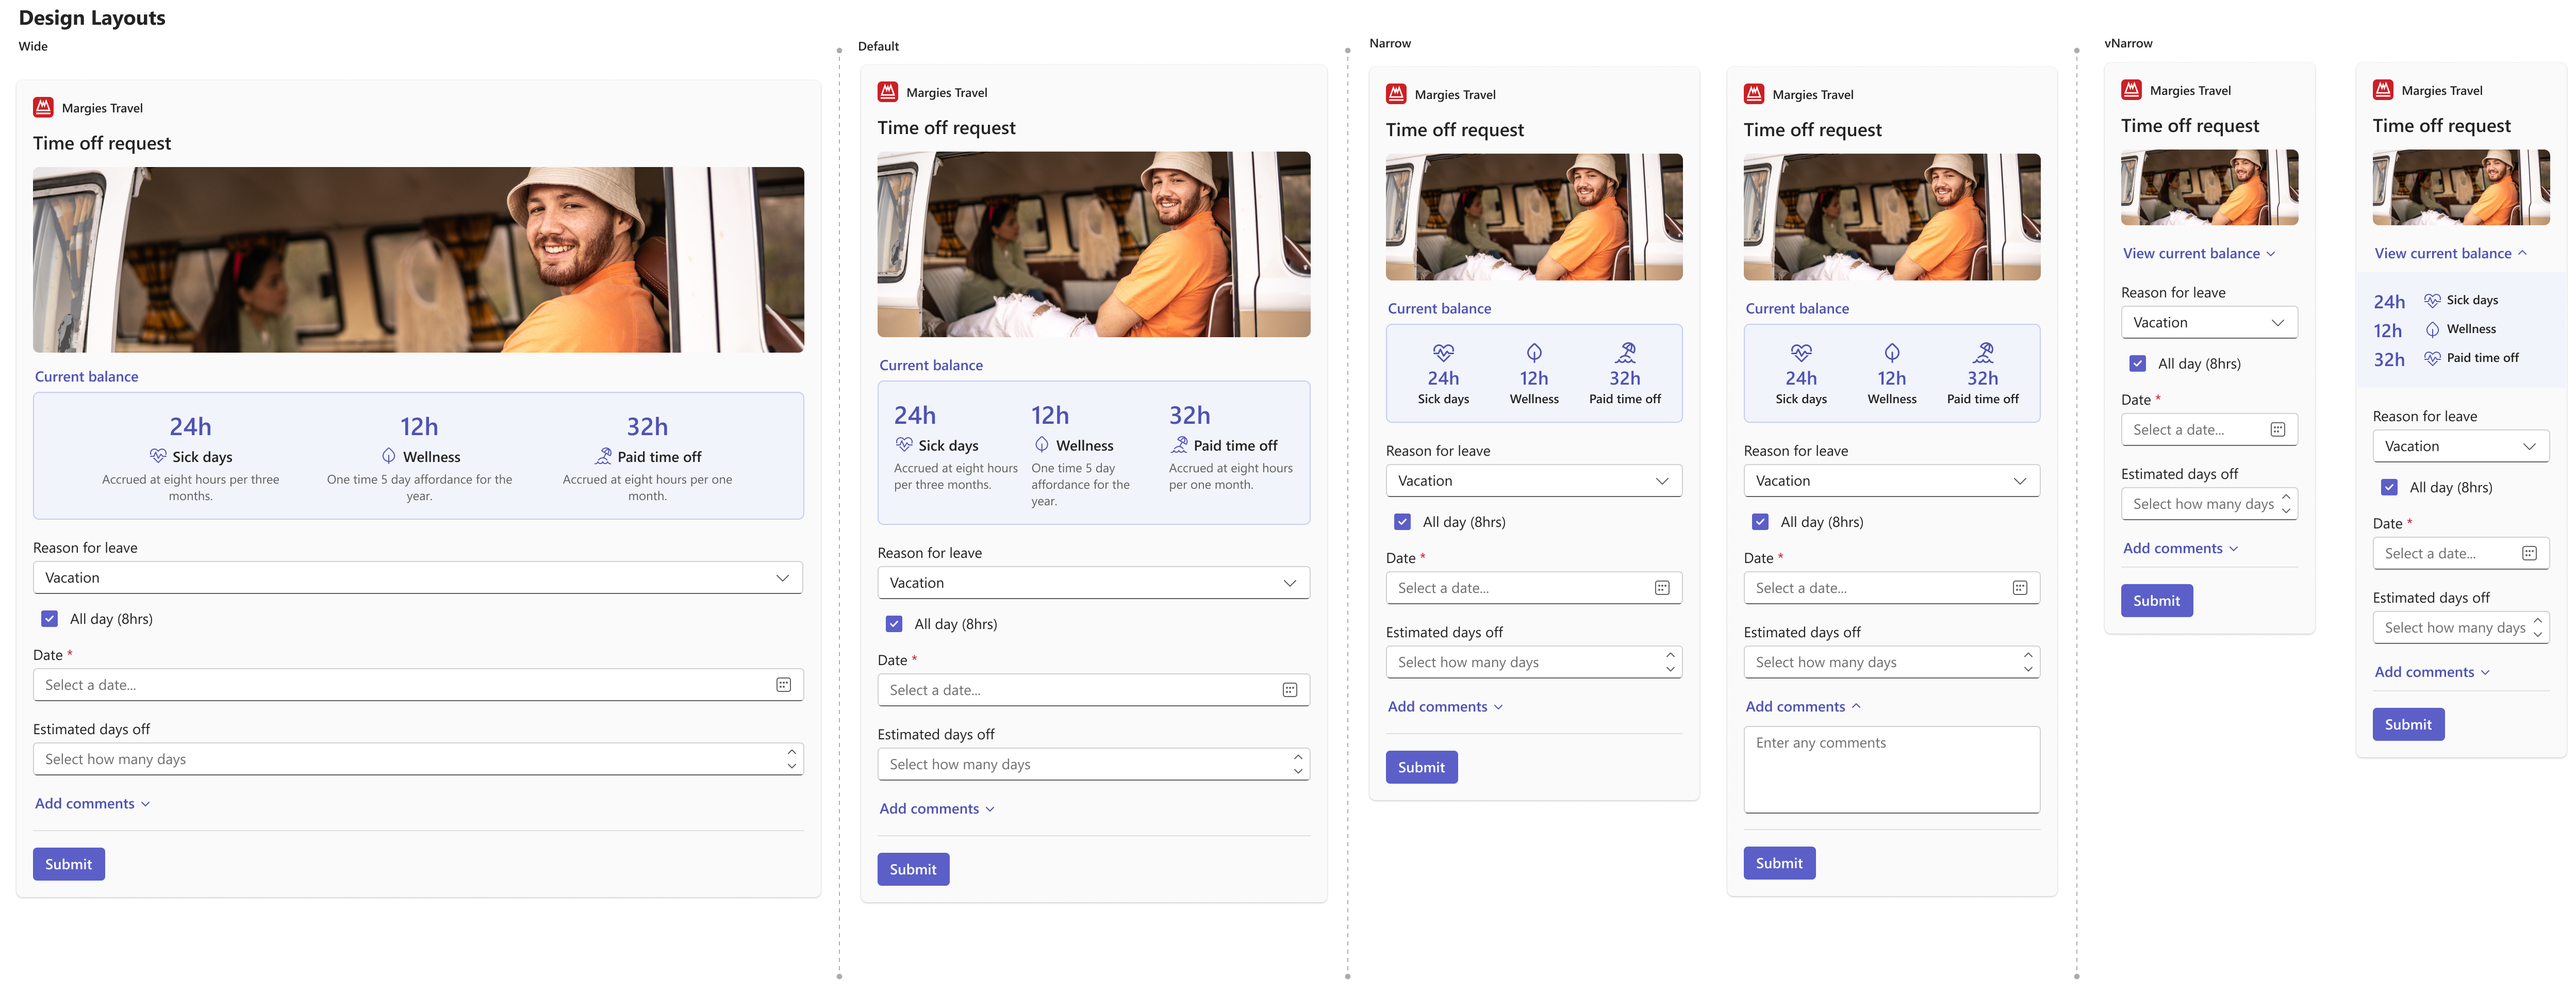 Design Layouts
Wide
Margies Travel
Time off request
Current balance
24h
Sick days
Accrued at eight hours per three
months.
12h
Wellness
One time 5 day affordance for the
year.
32h
Paid time off
Accrued at eight hours per one
month.
Reason for leave
Vacation
All day (8hrs)
Date *
Select a date...
Estimated days off
Select how many days
Add comments
Submit
Default
Margies Travel
Time off request
Current balance
24h
Sick days
Accrued at eight hours
per three months.
12h
Wellness
One time 5 day
affordance for the
year.
32h
Paid time off
Accrued at eight hours
per one month.
Reason for leave
Vacation
All day (8hrs)
Date *
Select a date...
Estimated days off
Select how many days
Add comments
Submit
Narrow
Margies Travel
Time off request
Current balance
24h
Sick days
12h
Wellness
32h
Paid time off
Reason for leave
Vacation
All day (8hrs)
Date *
Select a date...
Estimated days off
Select how many days
Add comments
Submit
Margies Travel
Time off request
Current balance
24h
Sick days
12h
Wellness
32h
Paid time off
Reason for leave
Vacation
All day (8hrs)
Date *
Select a date...
Estimated days off
Select how many days
Add comments
Enter any comments
Submit
vNarrow
Margies Travel
Time off request
View current balance
Reason for leave
Vacation
All day (8hrs)
Date *
Select a date...
Estimated days off
Select how many days
Add comments
Submit
Margies Travel
Time off request
View current balance
24h Sick days
12h Wellness
32h Paid time off
Reason for leave
Vacation
All day (8hrs)
Date *
Select a date...
Estimated days off
Select how many days
Add comments
Submit